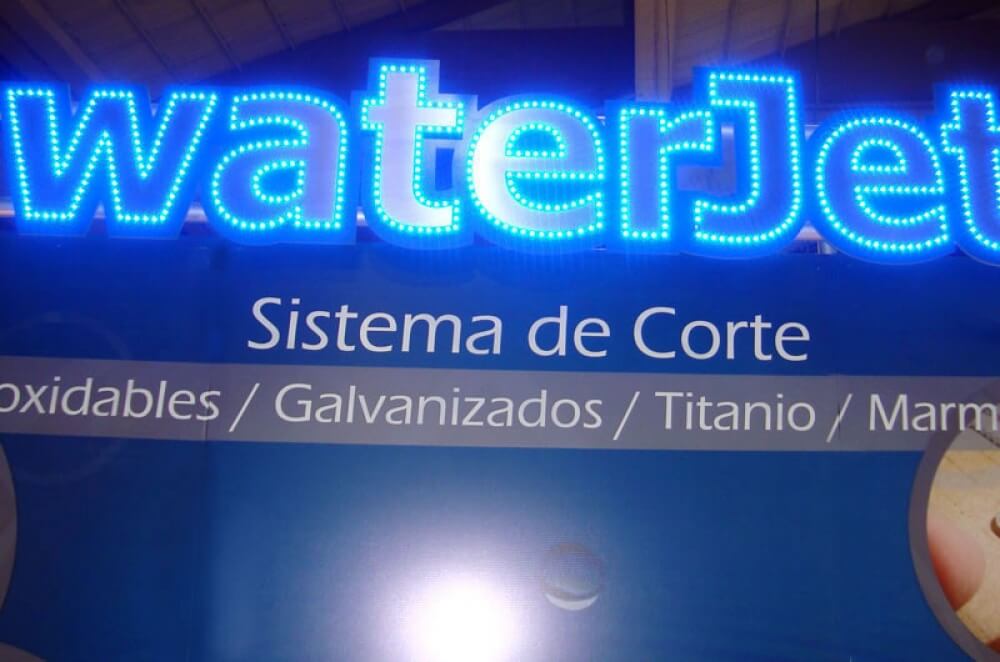 waterJet
Sistema de Corte
oxidables / Galvanizados / Titanio / Marm